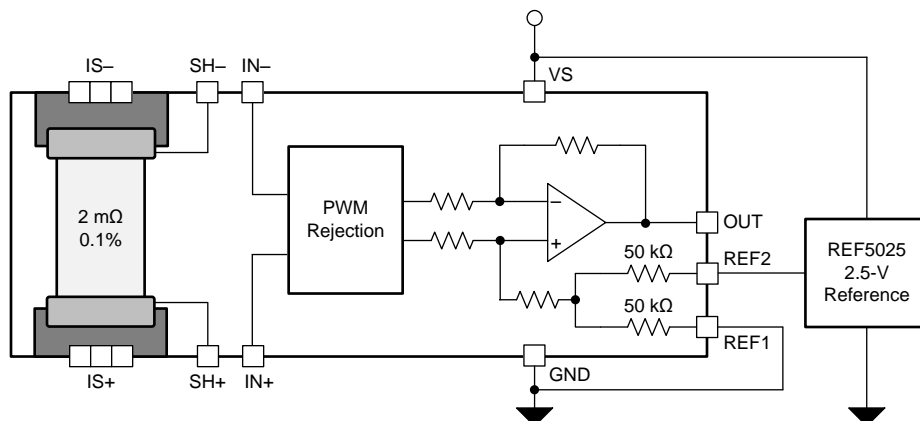 IS–
SH–
IN–
VS
2 mΩ
0.1%
PWM
Rejection
–
+
OUT
50 kΩ
REF2
50 kΩ
REF1
REF5025
2.5-V
Reference
GND
IS+
SH+
IN+